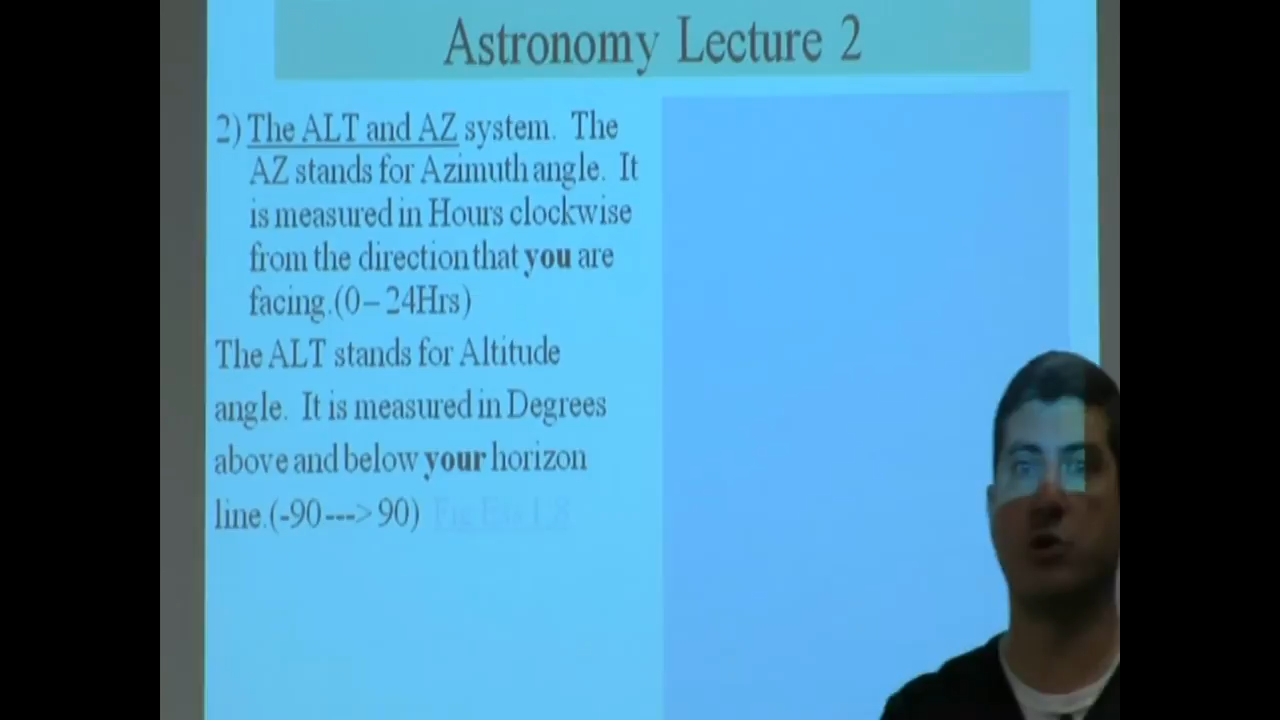 Astronomy Lecture 2
2) The ALT and AZ system. The
AZ stands for Azimuth angle. It
is measured in Hours clockwise
from the direction that you are
facing.(0–24Hrs)
The ALT stands for Altitude
angle. It is measured in Degrees
above and below your horizon
line.(-90---> 90)